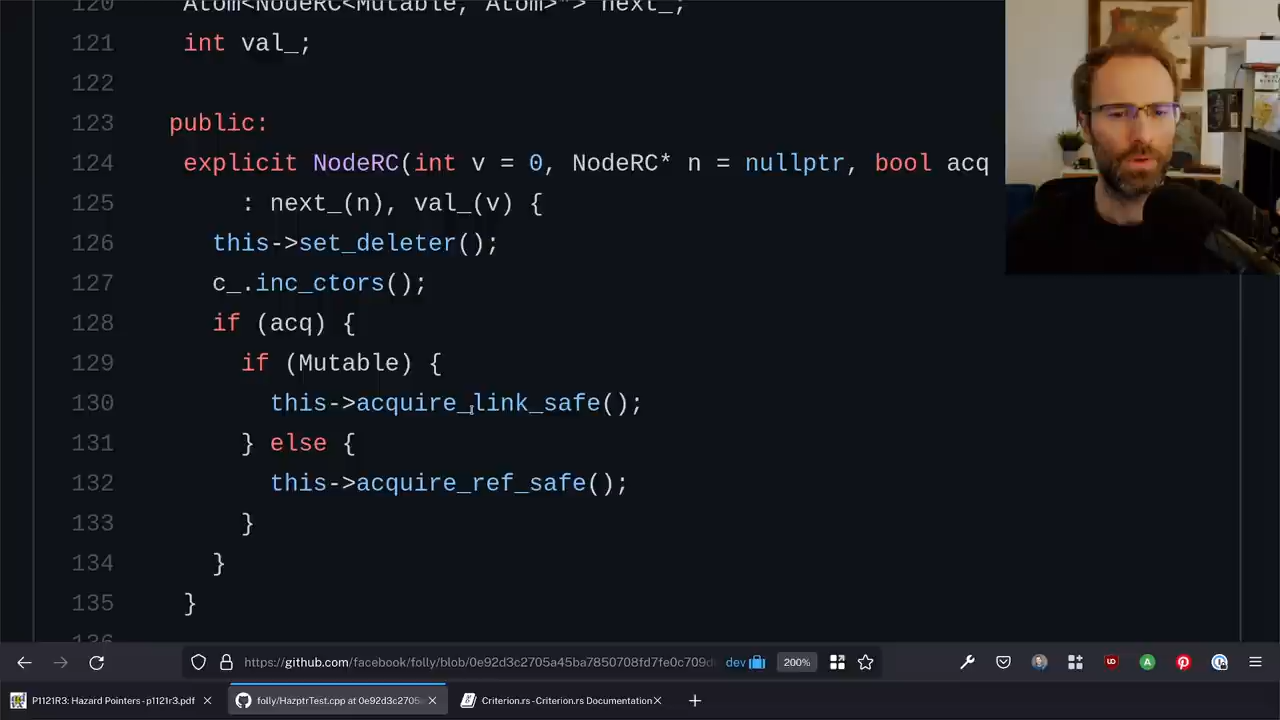 120 Atom<NodeRC<Mutable, Atom>*> next_;
121 int val_;
122
123 public:
124 explicit NodeRC(int v = 0, NodeRC* n = nullptr, bool acq
125 : next_(n), val_(v) {
126 this->set_deleter();
127 c_.inc_ctors();
128 if (acq) {
129 if (Mutable) {
130 this->acquire_link_safe();
131 } else {
132 this->acquire_ref_safe();
133 }
134 }
135 }
136
https://github.com/facebook/folly/blob/0e92d3c2705a45ba7850708fd7fe0c709d dev 200%
P1121R3: Hazard Pointers - p1121r3.pdf folly/HazptrTest.cpp at 0e92d3c2705 Criterion.rs - Criterion.rs Documentation